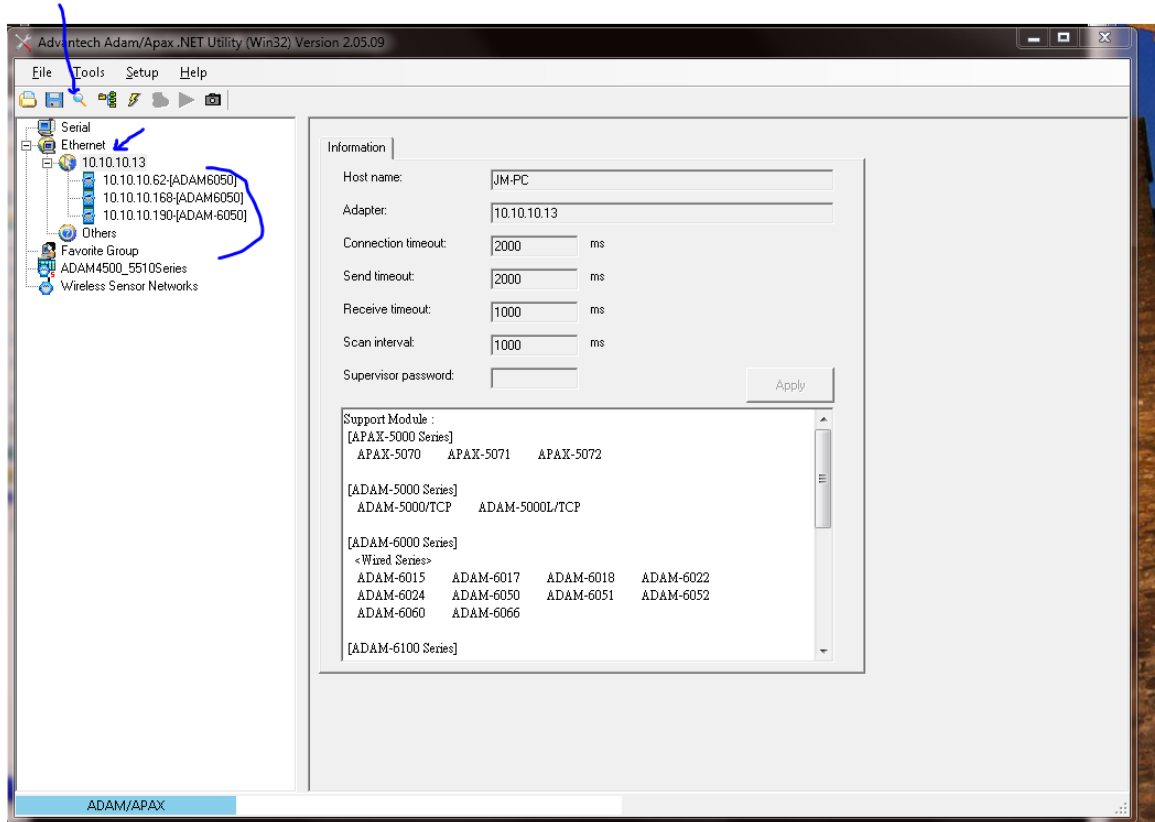 Advantech Adam/Apax .NET Utility (Win32) Version 2.05.09
File Tools Setup Help
Serial
Ethernet
10.10.10.13
10.10.10.62-[ADAM6050]
10.10.10.168-[ADAM6050]
10.10.10.190-[ADAM-6050]
Others
Favorite Group
ADAM4500_5510Series
Wireless Sensor Networks
Information
Host name: JM-PC
Adapter: 10.10.10.13
Connection timeout: 2000 ms
Send timeout: 2000 ms
Receive timeout: 1000 ms
Scan interval: 1000 ms
Supervisor password:
Apply
Support Module :
[APAX-5000 Series]
APAX-5070 APAX-5071 APAX-5072
[ADAM-5000 Series]
ADAM-5000/TCP ADAM-5000L/TCP
[ADAM-6000 Series]
<Wired Series>
ADAM-6015 ADAM-6017 ADAM-6018 ADAM-6022
ADAM-6024 ADAM-6050 ADAM-6051 ADAM-6052
ADAM-6060 ADAM-6066
[ADAM-6100 Series]
ADAM/APAX